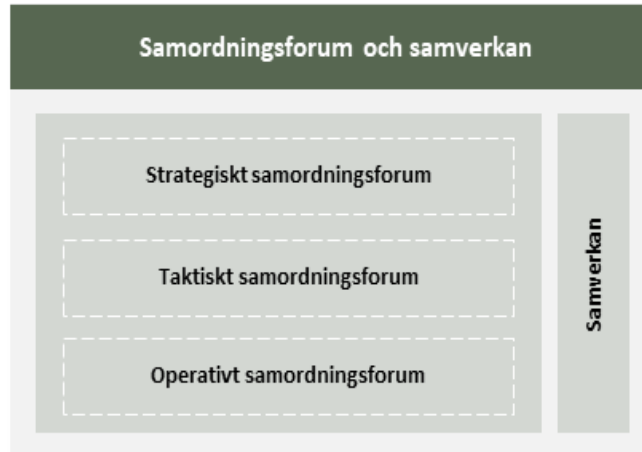 Samordningsforum och samverkan
Strategiskt samordningsforum
Taktiskt samordningsforum
Operativt samordningsforum
Samverkan